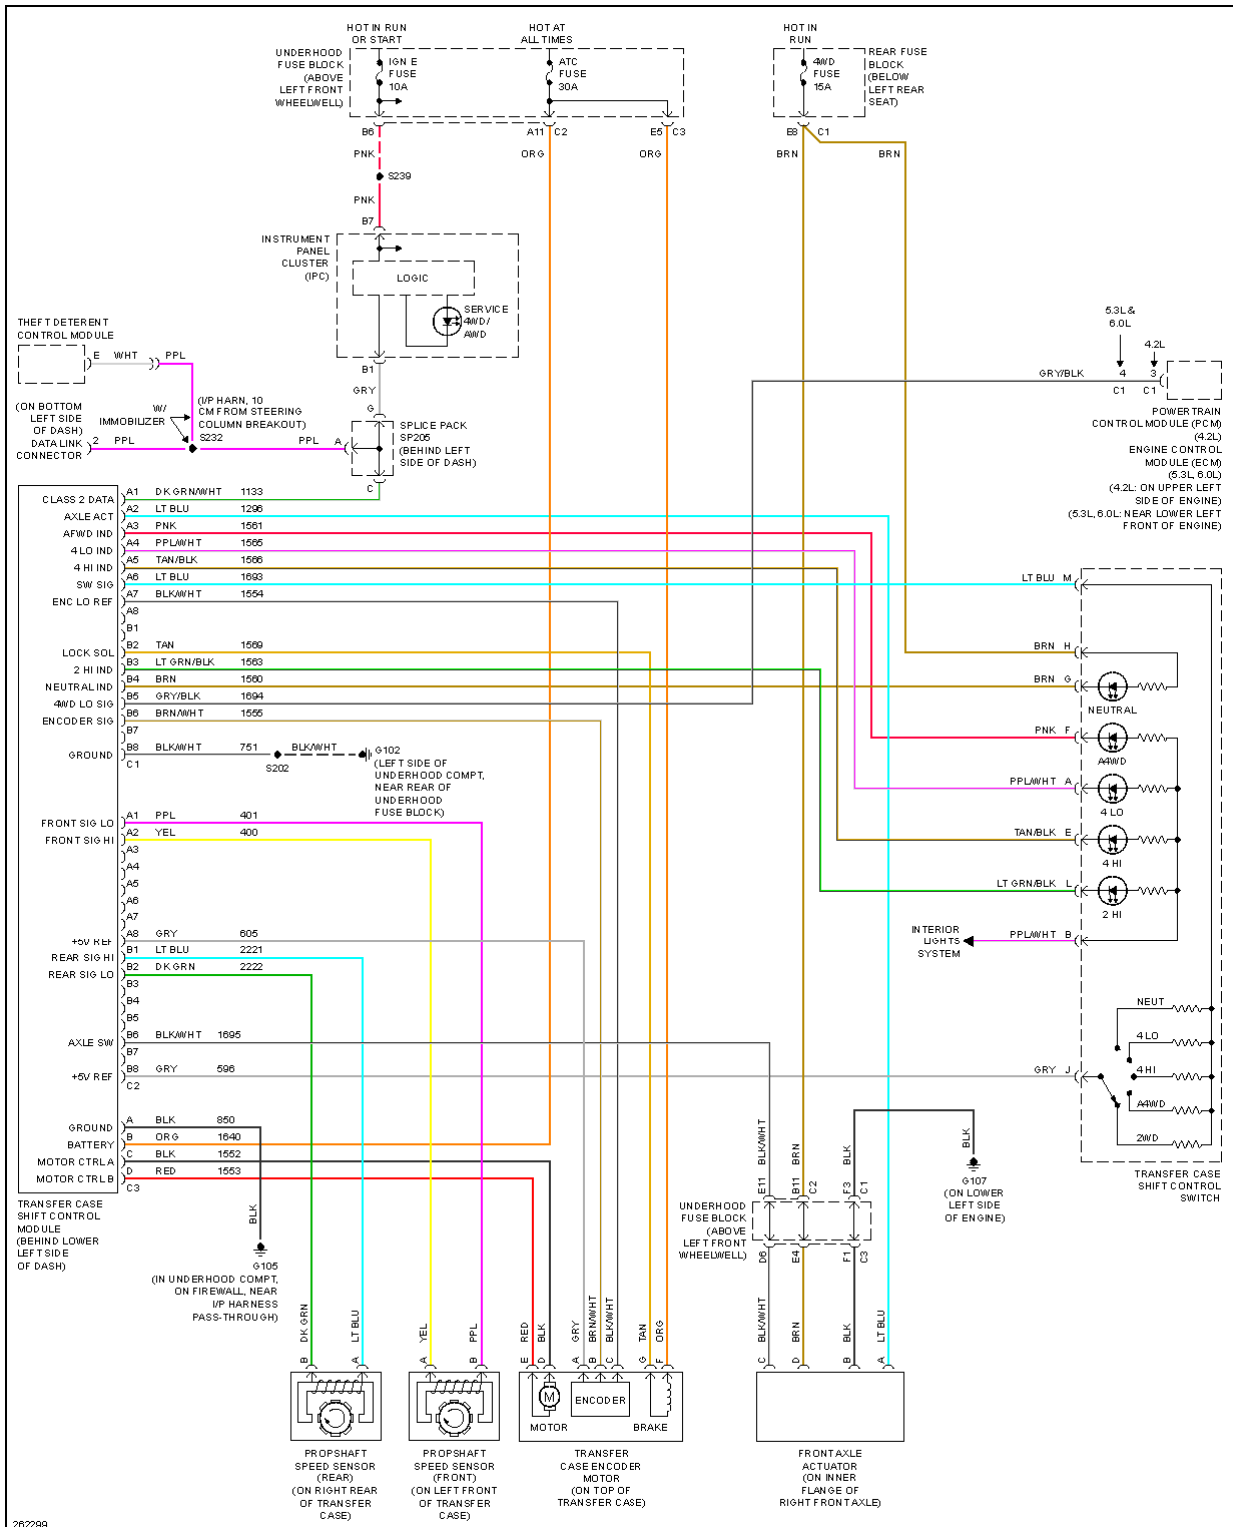 HOT IN RUN
OR START
HOT AT
ALL TIMES
HOT IN
RUN
UNDERHOOD
FUSE BLOCK
(ABOVE
LEFT FRONT
WHEELWELL)
IGN E
FUSE
10A
ATC
FUSE
30A
4WD
FUSE
15A
REAR FUSE
BLOCK
(BELOW
LEFT REAR
SEAT)
B6
A11 C2
E5 C3
E8 C1
PNK
ORG
ORG
BRN
BRN
S239
PNK
B7
INSTRUMENT
PANEL
CLUSTER
(IPC)
LOGIC
SERVICE
4WD/
AWD
B1
GRY
G
THEFT DETERENT
CONTROL MODULE
E WHT PPL
(ON BOTTOM
LEFT SIDE
OF DASH)
DATA LINK
CONNECTOR
2 PPL
W/
IMMOBILIZER
(I/P HARN, 10
CM FROM STEERING
COLUMN BREAKOUT)
S232
PPL A
SPLICE PACK
SP205
(BEHIND LEFT
SIDE OF DASH)
C
5.3L &
6.0L
4.2L
GRY/BLK 4 3
C1 C1
POWERTRAIN
CONTROL MODULE (PCM)
(4.2L)
ENGINE CONTROL
MODULE (ECM)
(5.3L, 6.0L)
(4.2L: ON UPPER LEFT
SIDE OF ENGINE)
(5.3L, 6.0L: NEAR LOWER LEFT
FRONT OF ENGINE)
CLASS 2 DATA A1 DK GRN/WHT 1133
AXLE ACT A2 LT BLU 1296
AFWD IND A3 PNK 1561
4 LO IND A4 PPL/WHT 1565
4 HI IND A5 TAN/BLK 1566
SW SIG A6 LT BLU 1693
ENC LO REF A7 BLK/WHT 1554
A8
B1
LOCK SOL B2 TAN 1569
2 HI IND B3 LT GRN/BLK 1563
NEUTRAL IND B4 BRN 1560
4WD LO SIG B5 GRY/BLK 1694
ENCODER SIG B6 BRN/WHT 1555
B7
GROUND B8 BLK/WHT 751
C1
BLK/WHT
S202
G102
(LEFT SIDE OF
UNDERHOOD COMPT,
NEAR REAR OF
UNDERHOOD
FUSE BLOCK)
FRONT SIG LO A1 PPL 401
FRONT SIG HI A2 YEL 400
A3
A4
A5
A6
A7
+5V REF A8 GRY 605
REAR SIG HI B1 LT BLU 2221
REAR SIG LO B2 DK GRN 2222
B3
B4
B5
AXLE SW B6 BLK/WHT 1695
B7
+5V REF B8 GRY 596
C2
GROUND A BLK 850
BATTERY B ORG 1640
MOTOR CTRL A C BLK 1552
MOTOR CTRL B D RED 1553
C3
TRANSFER CASE
SHIFT CONTROL
MODULE
(BEHIND LOWER
LEFT SIDE
OF DASH)
BLK
G105
(IN UNDERHOOD COMPT,
ON FIREWALL, NEAR
I/P HARNESS
PASS-THROUGH)
LT BLU M
BRN H
BRN G
NEUTRAL
PNK F
A4WD
PPL/WHT A
4 LO
TAN/BLK E
4 HI
LT GRN/BLK L
2 HI
INTERIOR
LIGHTS
SYSTEM
PPL/WHT B
NEUT
4 LO
GRY J
4 HI
A4WD
2WD
TRANSFER CASE
SHIFT CONTROL
SWITCH
E11 BLK/WHT
B11 BRN
C2
F3 BLK
C1
BLK
G107
(ON LOWER
LEFT SIDE
OF ENGINE)
UNDERHOOD
FUSE BLOCK
(ABOVE
LEFT FRONT
WHEELWELL)
D6
E4
F1
C3
B DK GRN
A LT BLU
A YEL
B PPL
E RED
D BLK
A GRY
B BRN/WHT
C BLK/WHT
G TAN
F ORG
C BLK/WHT
D BRN
B BLK
A LT BLU
M
MOTOR
ENCODER
BRAKE
PROPSHAFT
SPEED SENSOR
(REAR)
(ON RIGHT REAR
OF TRANSFER
CASE)
PROPSHAFT
SPEED SENSOR
(FRONT)
(ON LEFT FRONT
OF TRANSFER
CASE)
TRANSFER
CASE ENCODER
MOTOR
(ON TOP OF
TRANSFER CASE)
FRONT AXLE
ACTUATOR
(ON INNER
FLANGE OF
RIGHT FRONT AXLE)
262299